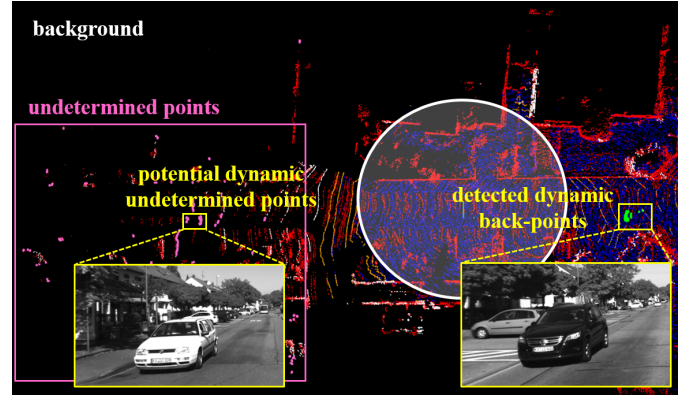 background
undetermined points
potential dynamic
undetermined points
detected dynamic
back-points